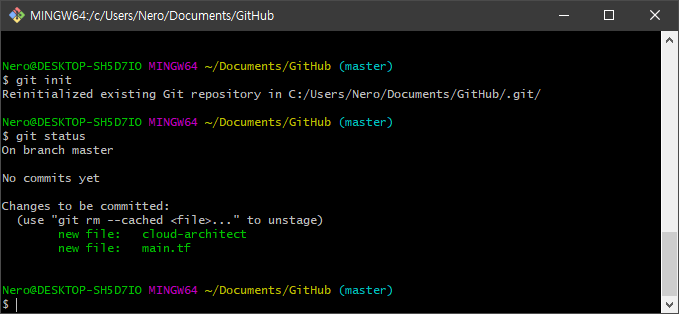 MINGW64:/c/Users/Nero/Documents/GitHub
Nero@DESKTOP-SH5D7IO MINGW64 ~/Documents/GitHub (master)
$ git init
Reinitialized existing Git repository in C:/Users/Nero/Documents/GitHub/.git/
Nero@DESKTOP-SH5D7IO MINGW64 ~/Documents/GitHub (master)
$ git status
On branch master
No commits yet
Changes to be committed:
  (use "git rm --cached <file>..." to unstage)
        new file:   cloud-architect
        new file:   main.tf
Nero@DESKTOP-SH5D7IO MINGW64 ~/Documents/GitHub (master)
$